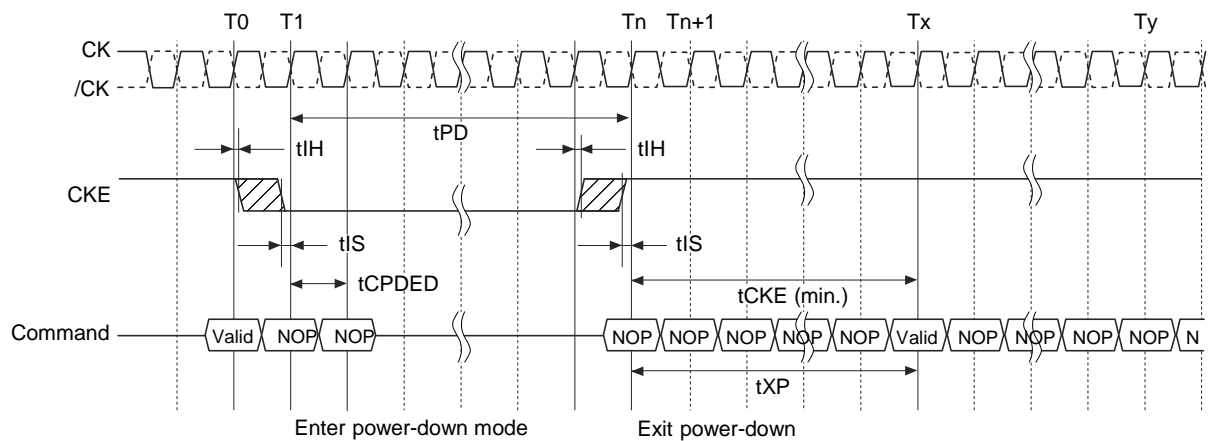 T0 T1 Tn Tn+1 Tx Ty
CK
/CK
tPD
tIH tIH
CKE
tIS tIS
tCPDED
tCKE (min.)
Command Valid NOP NOP NOP NOP NOP NOP NOP Valid NOP NOP NOP NOP N
tXP
Enter power-down mode Exit power-down